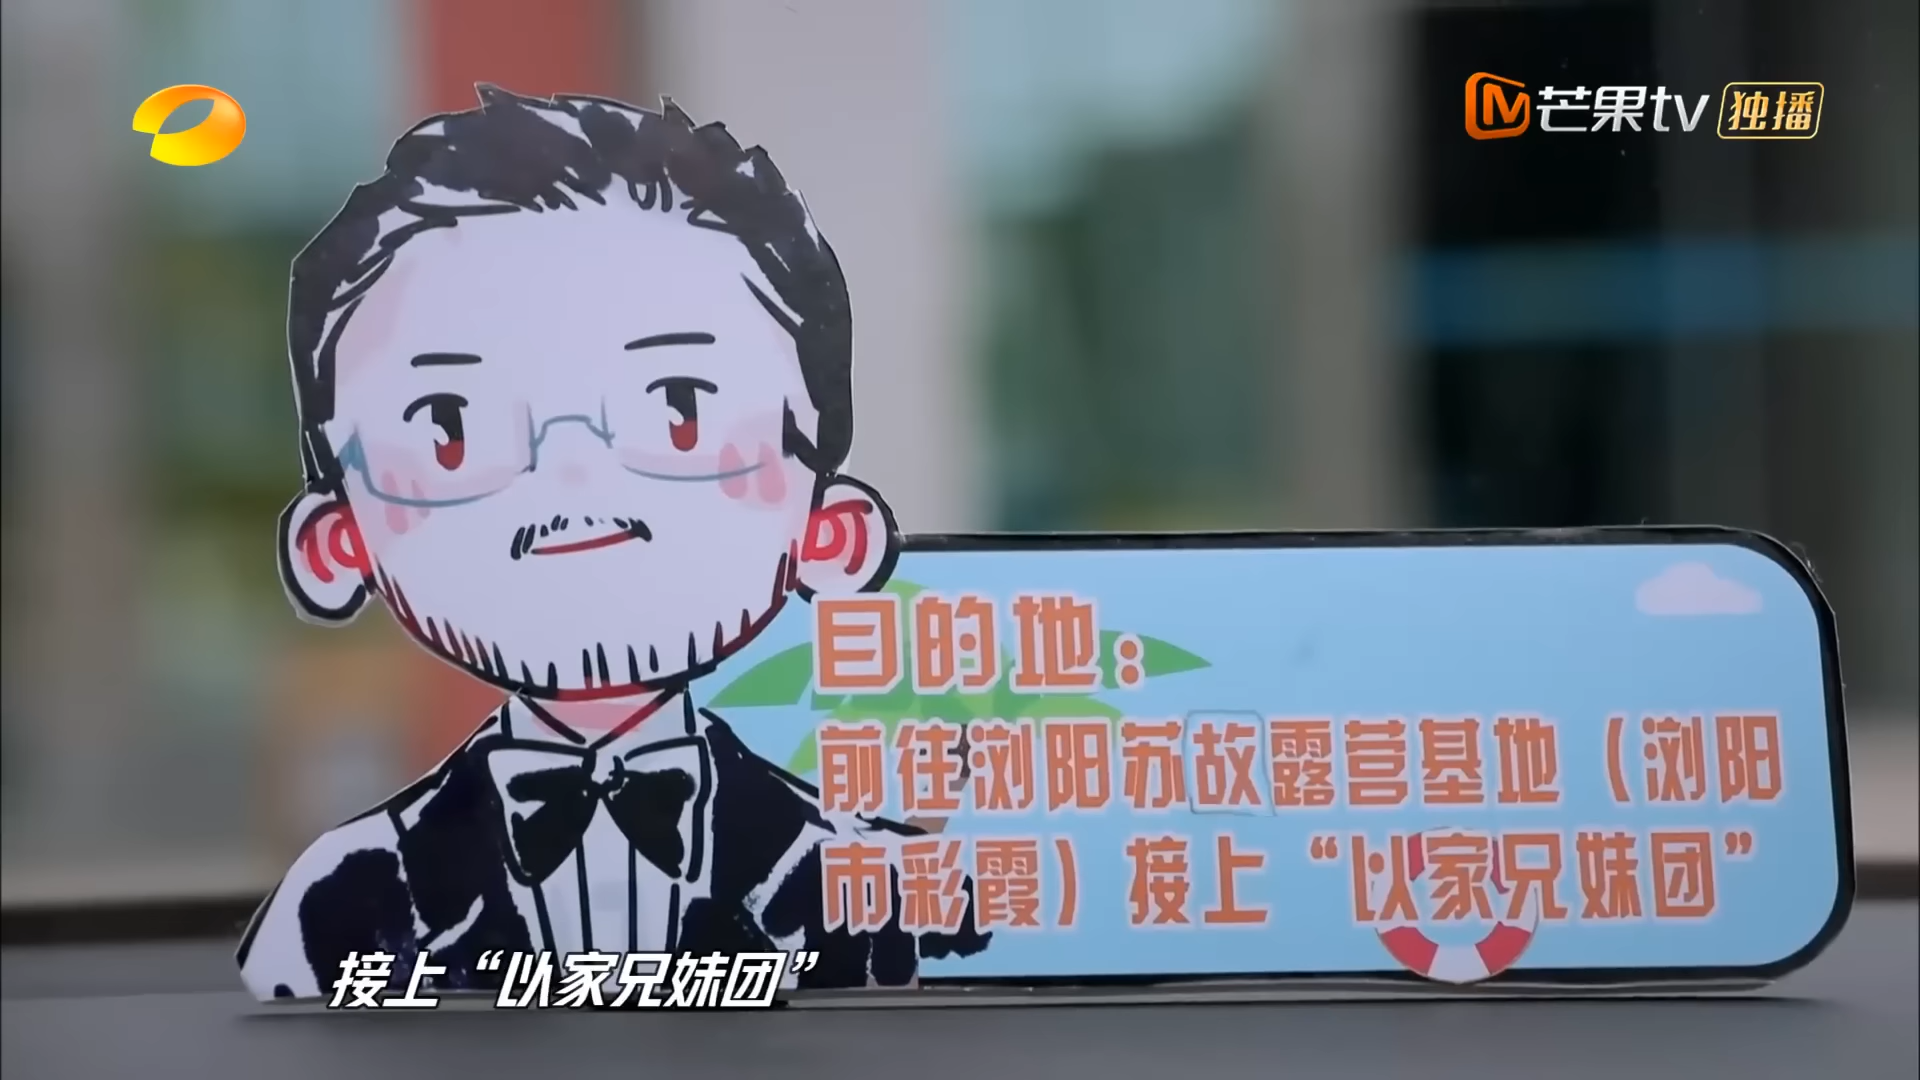 芒果tv 独播
目的地：
前往浏阳苏故露营基地（浏阳
市彩霞）接上“以家兄妹团”
接上“以家兄妹团”